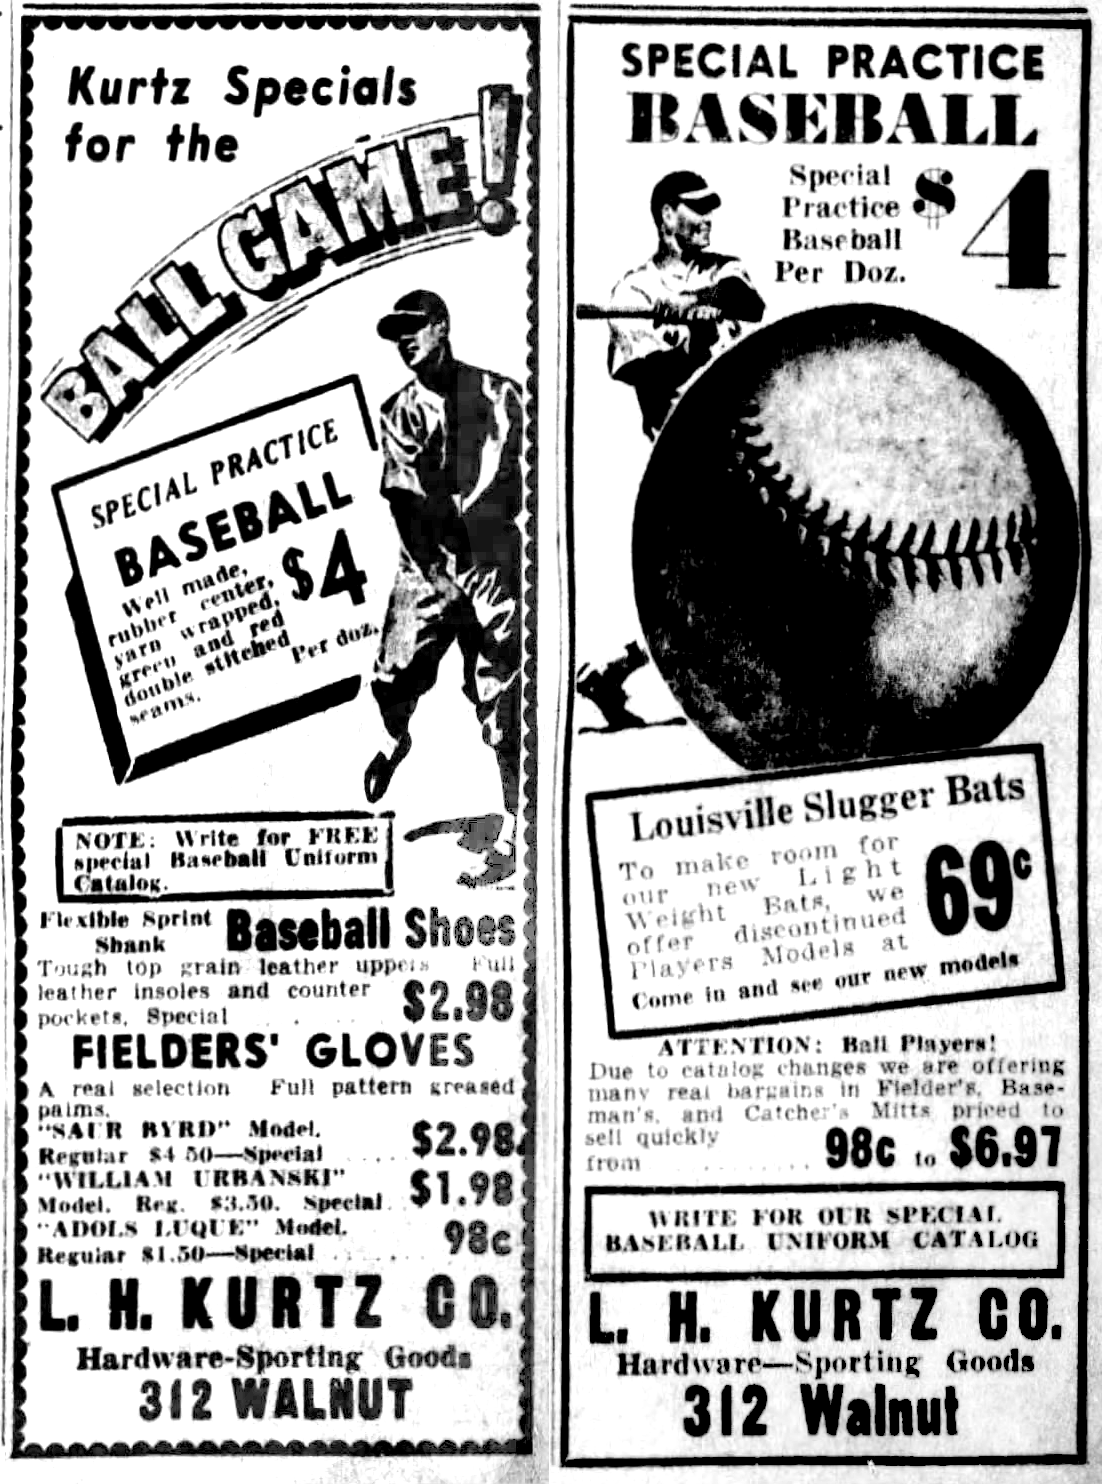 Kurtz Specials
for the
BALL GAME!
SPECIAL PRACTICE
BASEBALL
Well made,
rubber center,
yarn wrapped,
green and red
double stitched
seams.
$4
Per doz.
NOTE: Write for FREE
special Baseball Uniform
Catalog.
Flexible Sprint
Shank
Baseball Shoes
Tough top grain leather uppers Full
leather insoles and counter
pockets, Special . . $2.98
FIELDERS' GLOVES
A real selection Full pattern greased
palms.
"SAUR BYRD" Model.
Regular $4 50—Special .... $2.98
"WILLIAM URBANSKI"
Model. Reg. $3.50. Special. $1.98
"ADOLS LUQUE" Model.
Regular $1.50—Special ..... 98c
L. H. KURTZ CO.
Hardware-Sporting Goods
312 WALNUT
SPECIAL PRACTICE
BASEBALL
Special
Practice
Baseball
Per Doz.
$4
Louisville Slugger Bats
To make room for
our new Light
Weight Bats, we
offer discontinued
Players Models at
69c
Come in and see our new models
ATTENTION: Ball Players!
Due to catalog changes we are offering
many real bargains in Fielder's, Base-
man's, and Catcher's Mitts priced to
sell quickly
from .......... 98c to $6.97
WRITE FOR OUR SPECIAL
BASEBALL UNIFORM CATALOG
L. H. KURTZ CO.
Hardware—Sporting Goods
312 Walnut